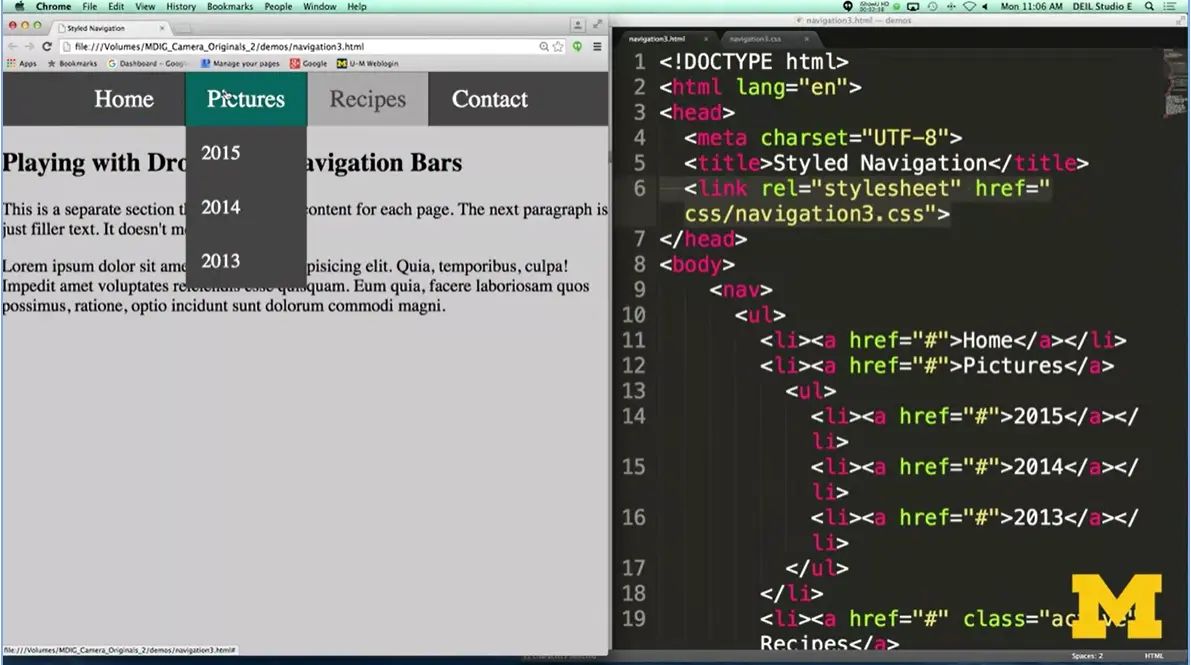 Chrome File Edit View History Bookmarks People Window Help
Mon 11:06 AM DEIL Studio E
Styled Navigation
file:///Volumes/MDIG_Camera_Originals_2/demos/navigation3.html
Apps Bookmarks Dashboard - Goog Manage your pages Google U-M Weblogin
Home Pictures Recipes Contact
2015
2014
2013
Playing with Dro avigation Bars
This is a separate section t content for each page. The next paragraph is
just filler text. It doesn't m
Lorem ipsum dolor sit ame pisicing elit. Quia, temporibus, culpa!
Impedit amet voluptates quam. Eum quia, facere laboriosam quos
possimus, ratione, optio incidunt sunt dolorum commodi magni.
file:///Volumes/MDIG_Camera_Originals_2/demos/navigation3.html#
navigation3.html — demos
navigation3.html navigation3.css
1 <!DOCTYPE html>
2 <html lang="en">
3 <head>
4 <meta charset="UTF-8">
5 <title>Styled Navigation</title>
6 <link rel="stylesheet" href="
css/navigation3.css">
7 </head>
8 <body>
9 <nav>
10 <ul>
11 <li><a href="#">Home</a></li>
12 <li><a href="#">Pictures</a>
13 <ul>
14 <li><a href="#">2015</a></
li>
15 <li><a href="#">2014</a></
li>
16 <li><a href="#">2013</a></
li>
17 </ul>
18 </li>
19 <li><a href="#" class="active"
Recipes</a>
M
Spaces: 2 HTML